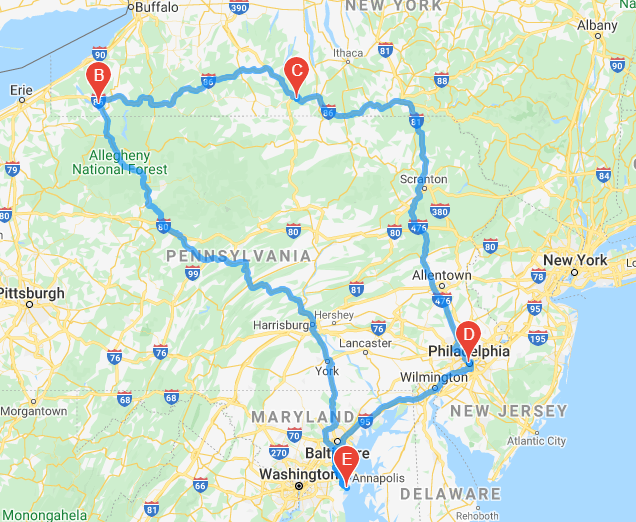 NEW YORK
Buffalo
390
Albany
90
Ithaca
81
88
90
B
C
Erie
86
86
86
81
Allegheny
National Forest
79
84
Scranton
80
380
80
80
476
80
80
PENNSYLVANIA
New York
99
78
Allentown
81
Pittsburgh
476
95
Hershey
Harrisburg
76
195
D
76
Lancaster
Philadelphia
76
York
Wilmington
Morgantown
68
68
NEW JERSEY
MARYLAND
95
70
Atlantic City
270
Baltimore
E
Washington
Annapolis
66
DELAWARE
81
Monongahela
Rehoboth